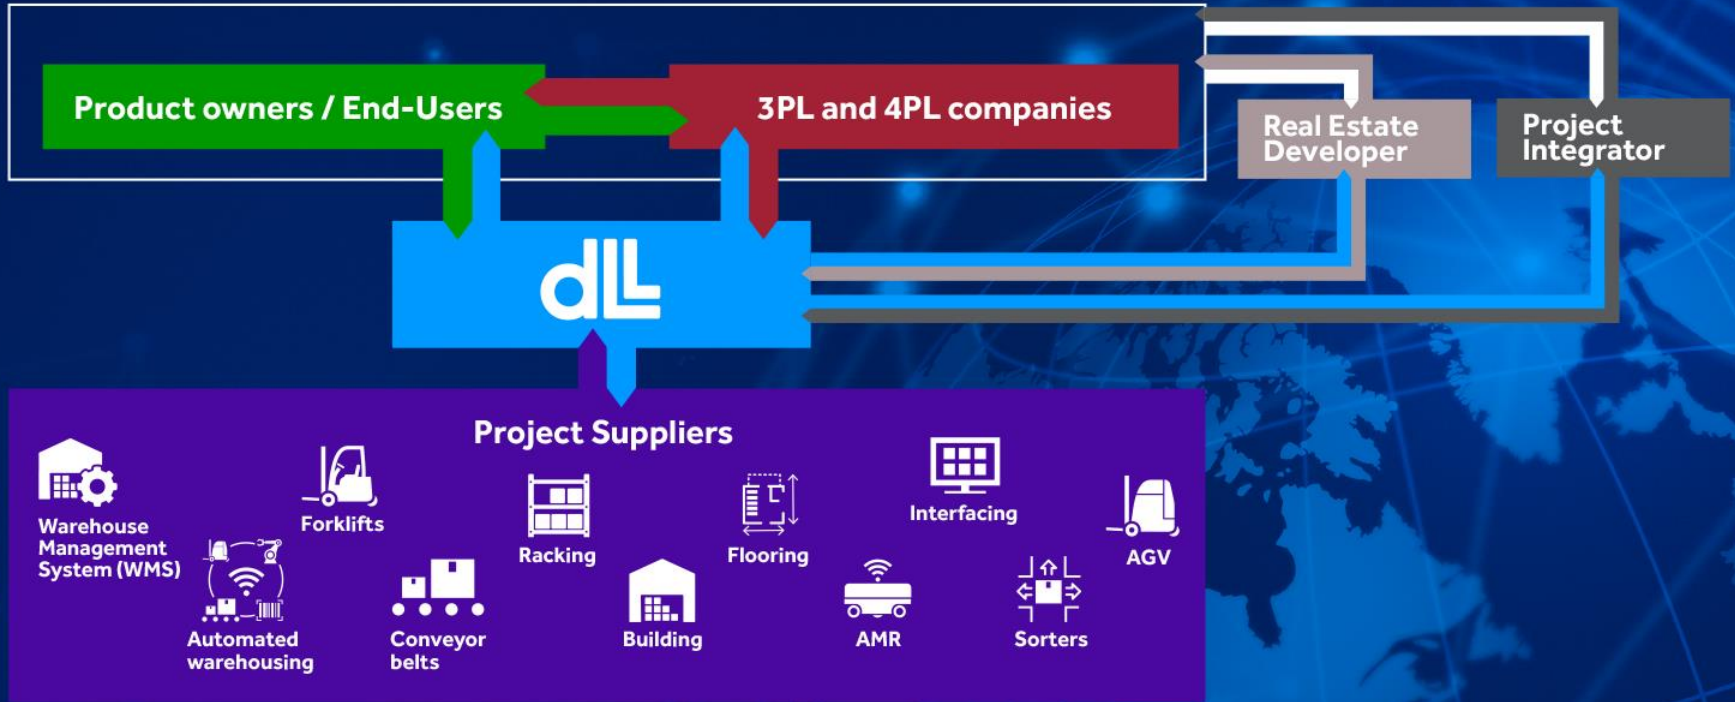 Product owners / End-Users
3PL and 4PL companies
Real Estate
Developer
Project
Integrator
dLL
Project Suppliers
Warehouse
Management
System (WMS)
Automated
warehousing
Forklifts
Conveyor
belts
Racking
Building
Flooring
AMR
Interfacing
Sorters
AGV